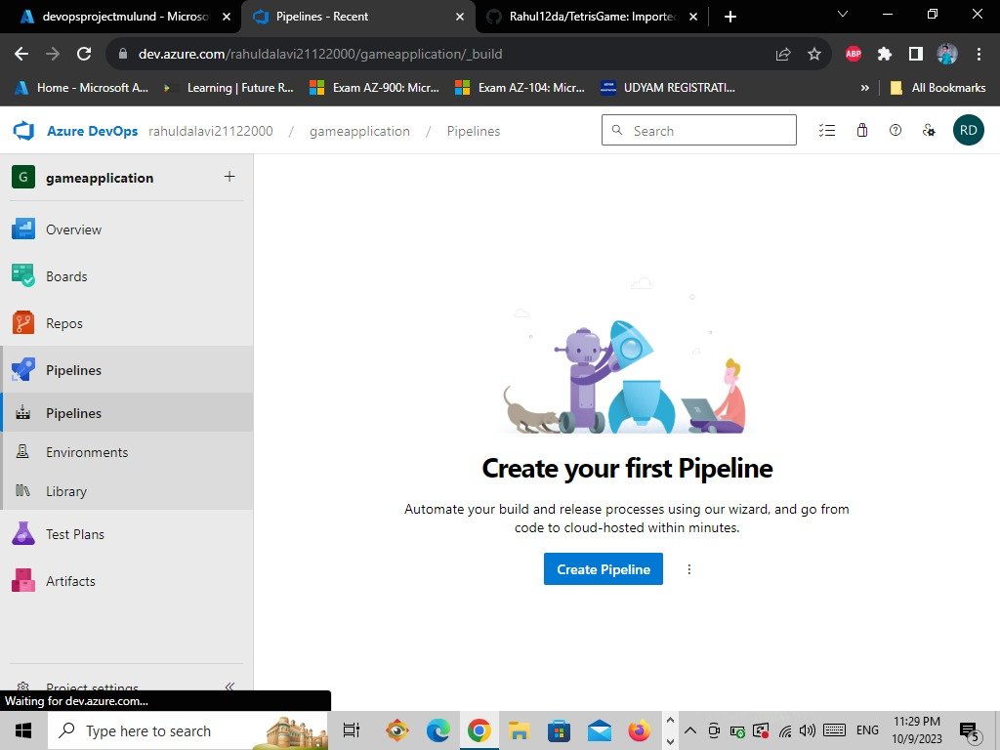 devopsprojectmulund - Microso
Pipelines - Recent
Rahul12da/TetrisGame: Imported
dev.azure.com/rahuldalavi21122000/gameapplication/_build
ABP
Home - Microsoft A...
Learning | Future R...
Exam AZ-900: Micr...
Exam AZ-104: Micr...
UDYAM REGISTRATI...
»
All Bookmarks
Azure DevOps
rahuldalavi21122000 / gameapplication / Pipelines
Search
RD
G
gameapplication
+
Overview
Boards
Repos
Pipelines
Pipelines
Environments
Library
Test Plans
Artifacts
Project settings
Create your first Pipeline
Automate your build and release processes using our wizard, and go from
code to cloud-hosted within minutes.
Create Pipeline
Waiting for dev.azure.com...
Type here to search
ENG
11:29 PM
10/9/2023
5